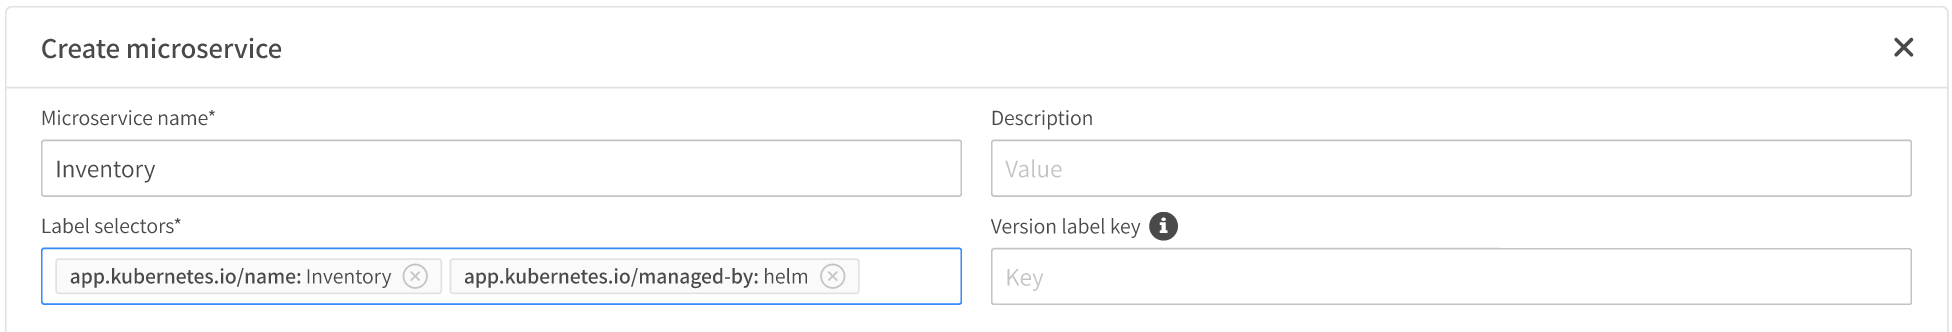 Create microservice
Microservice name*
Description
Inventory
Value
Label selectors*
Version label key
app.kubernetes.io/name: Inventory app.kubernetes.io/managed-by: helm
Key